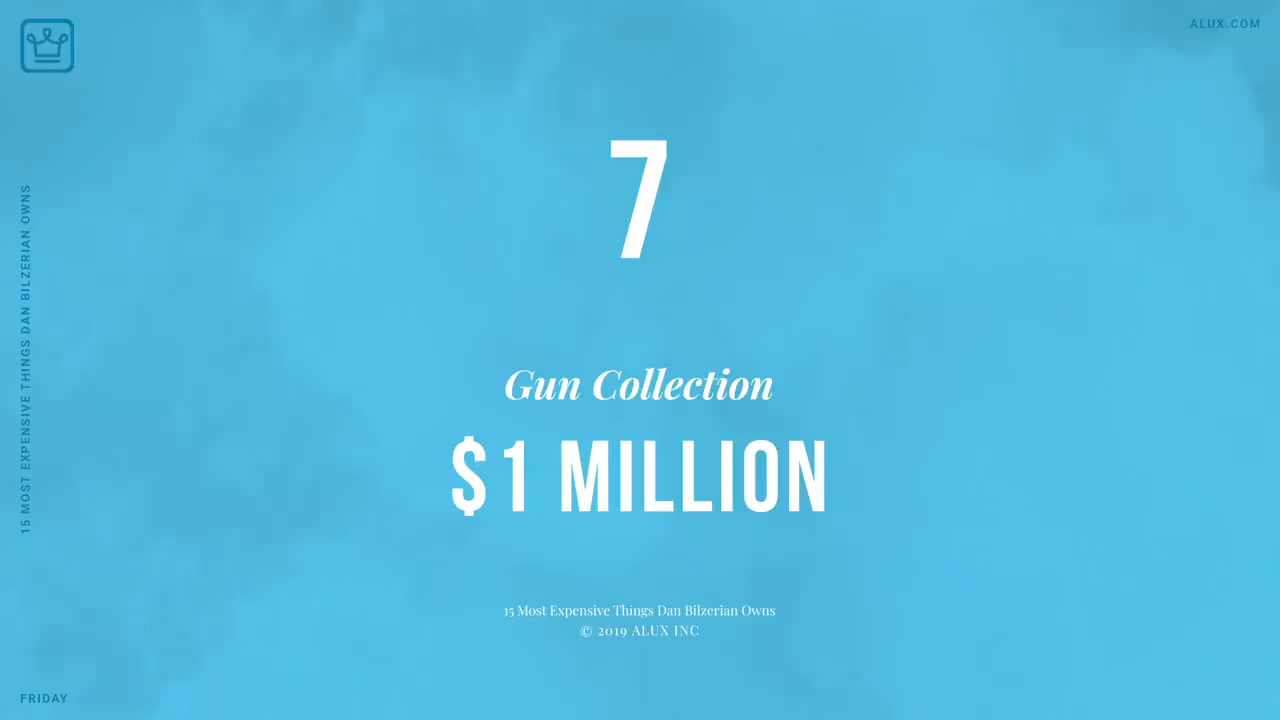 ALUX.COM
7
15 MOST EXPENSIVE THINGS DAN BILZERIAN OWNS
Gun Collection
$1 MILLION
15 Most Expensive Things Dan Bilzerian Owns
© 2019 ALUX INC
FRIDAY